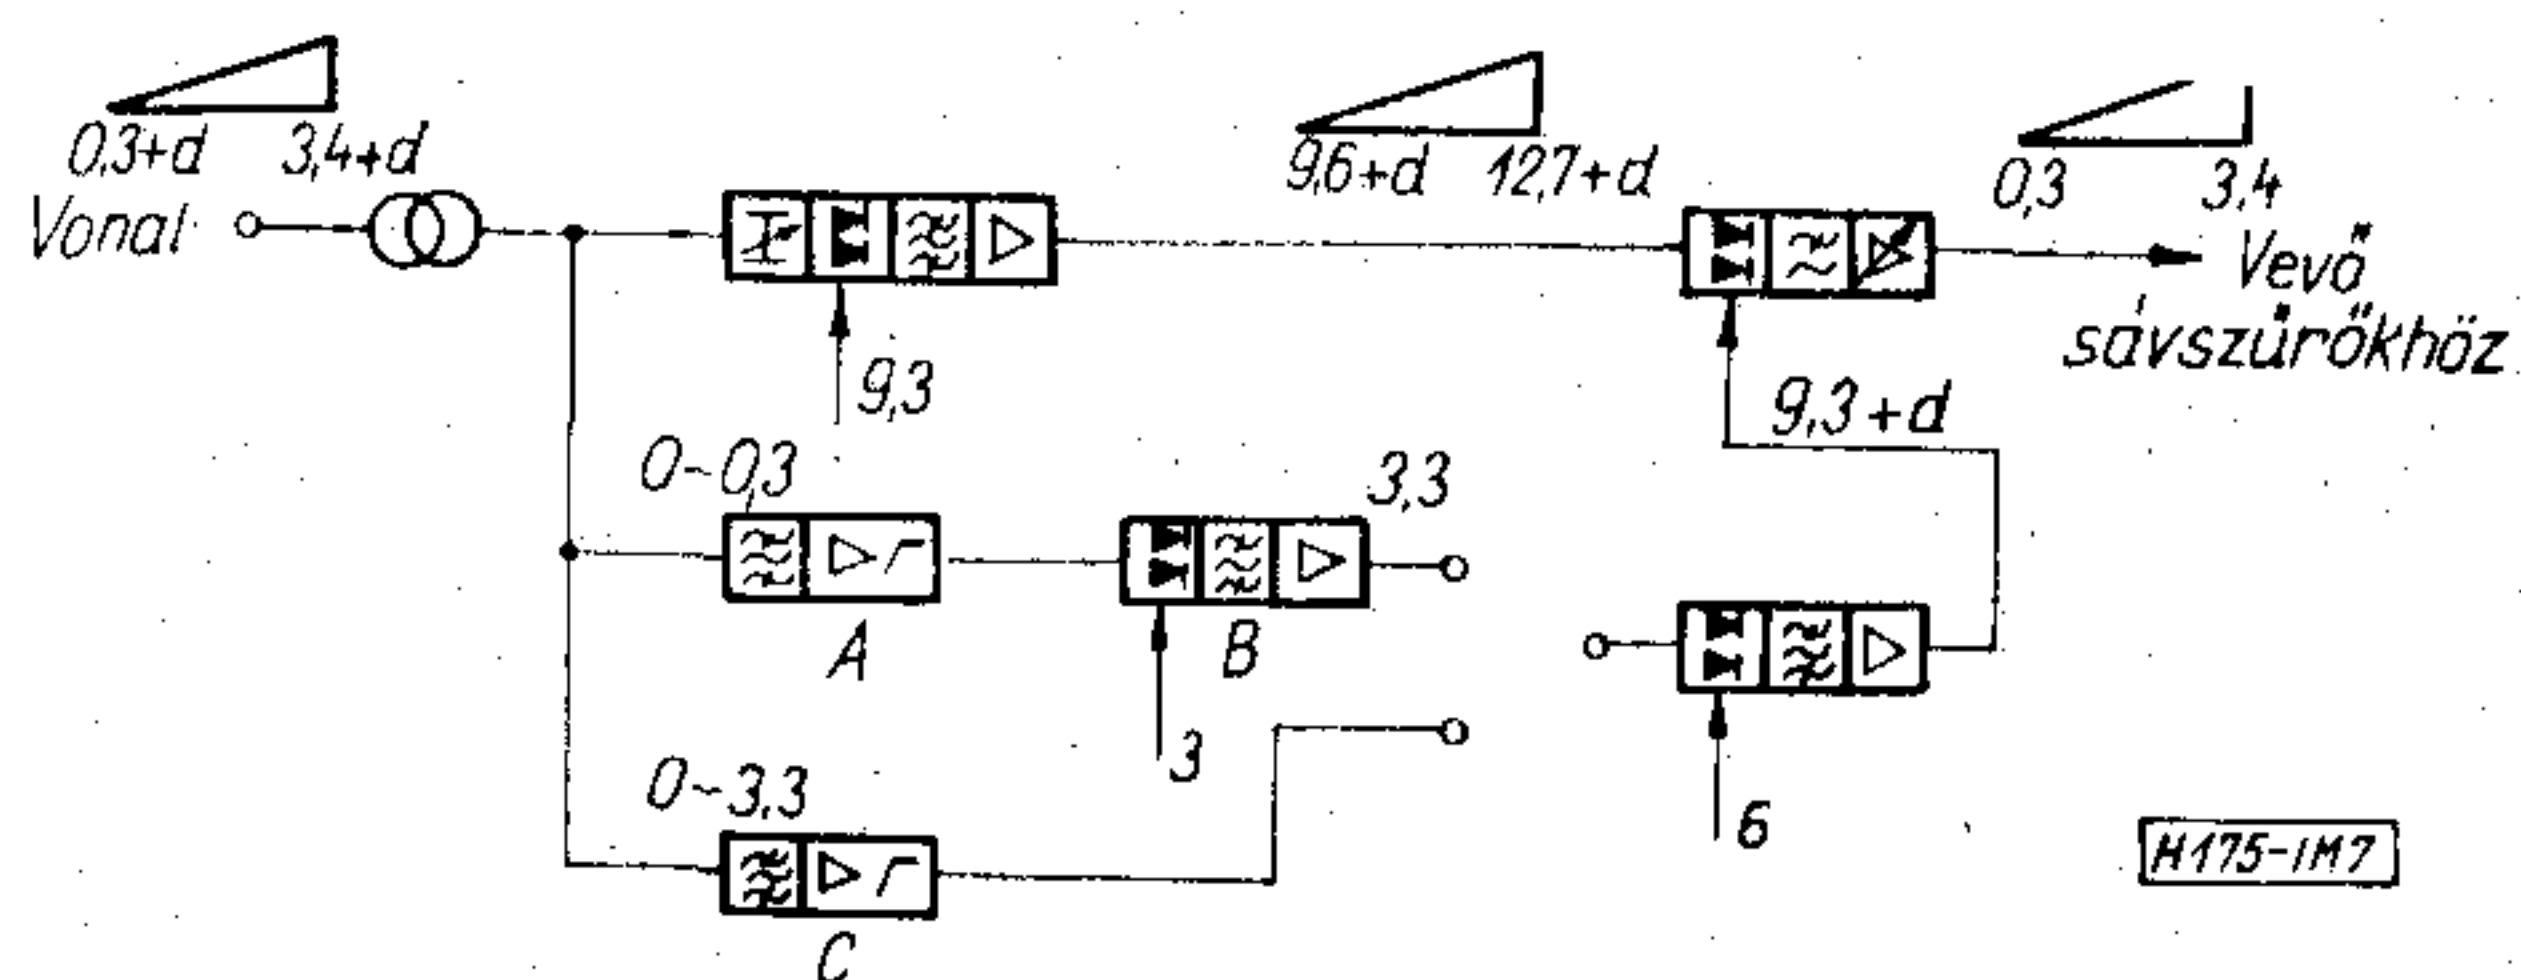 0,3+d 3,4+d
9,6+d 12,7+d
0,3 3,4
Vonal
Vevő
sávszűrőkhöz
9,3
9,3+d
0~0,3
3,3
A
B
3
6
0~3,3
C
H175-IM7